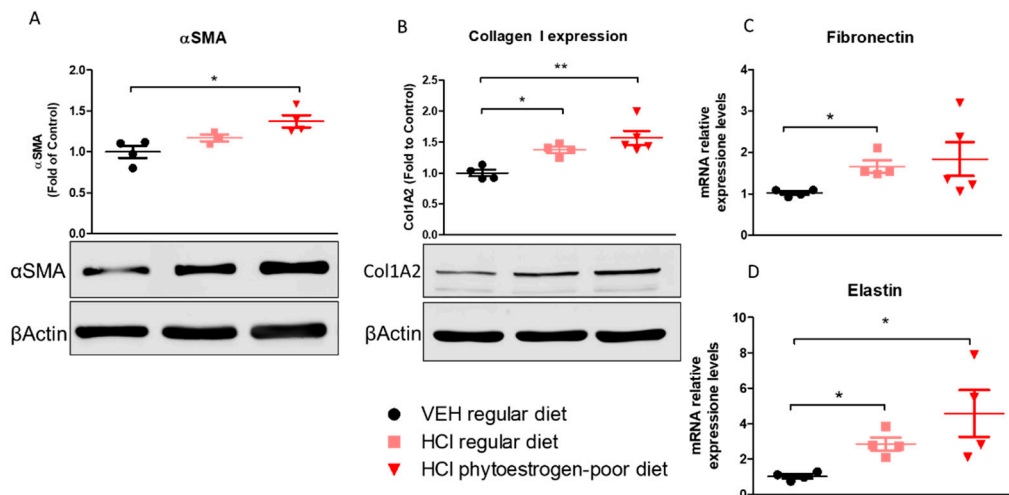 A
αSMA
αSMA
(Fold of Control)
2.0
1.5
1.0
0.5
0.0
*
αSMA
βActin
B
Collagen I expression
Col1A2 (Fold to Control)
2.5
2.0
1.5
1.0
0.5
0.0
*
**
Col1A2
βActin
VEH regular diet
HCl regular diet
HCl phytoestrogen-poor diet
C
Fibronectin
mRNA relative
expressione levels
4
3
2
1
0
*
D
Elastin
mRNA relative
expressione levels
10
8
6
4
2
0
*
*